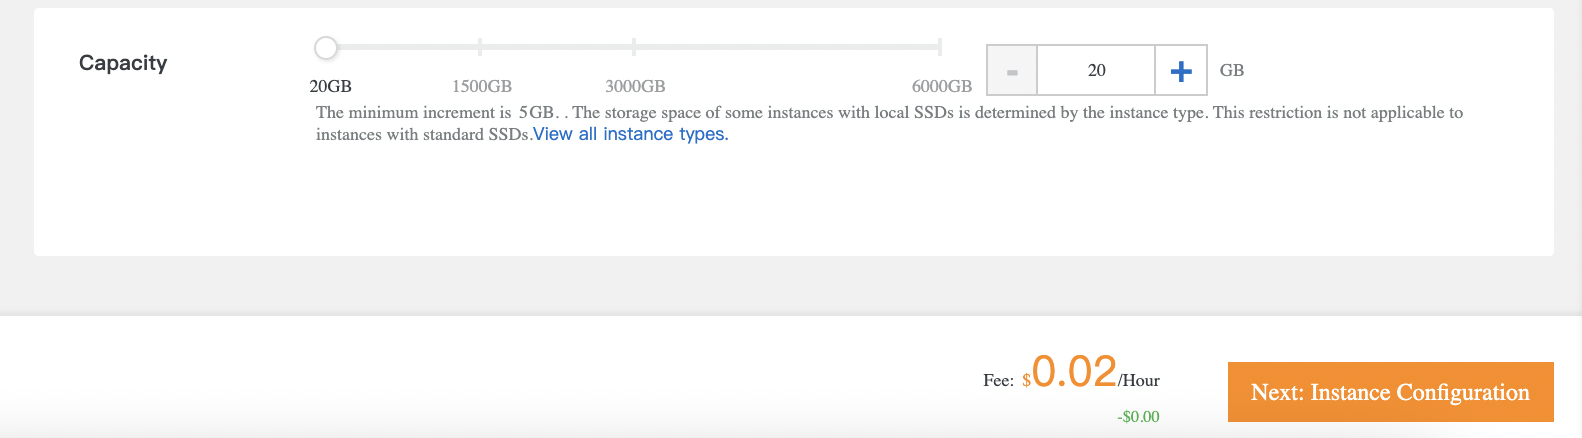 Capacity
20GB 1500GB 3000GB 6000GB
- 20 + GB
The minimum increment is 5GB. . The storage space of some instances with local SSDs is determined by the instance type. This restriction is not applicable to
instances with standard SSDs.View all instance types.
Fee: $0.02/Hour
-$0.00
Next: Instance Configuration